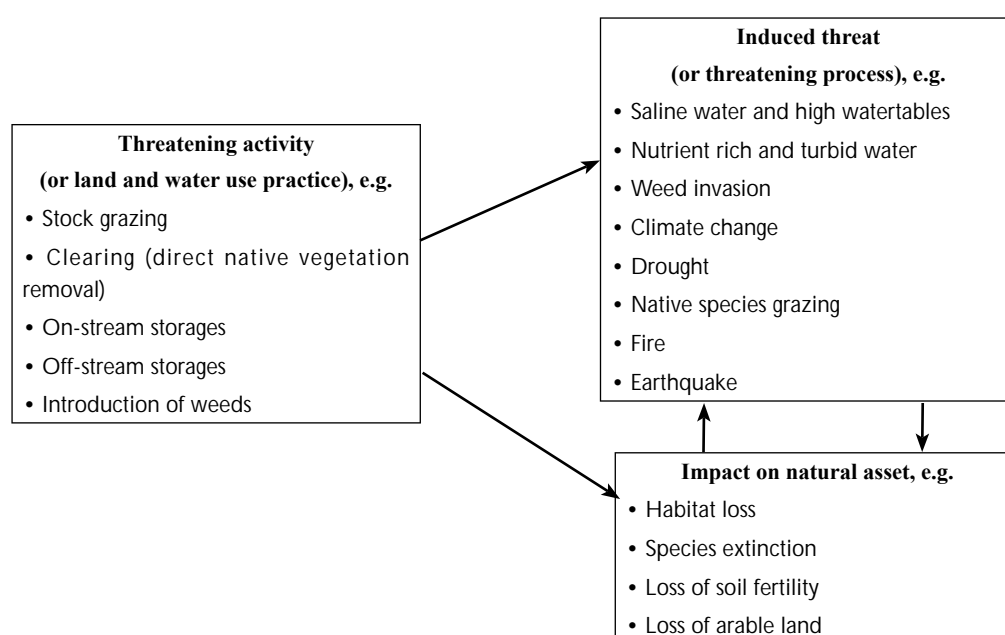 Threatening activity
(or land and water use practice), e.g.
• Stock grazing
• Clearing (direct native vegetation
removal)
• On-stream storages
• Off-stream storages
• Introduction of weeds
Induced threat
(or threatening process), e.g.
• Saline water and high watertables
• Nutrient rich and turbid water
• Weed invasion
• Climate change
• Drought
• Native species grazing
• Fire
• Earthquake
Impact on natural asset, e.g.
• Habitat loss
• Species extinction
• Loss of soil fertility
• Loss of arable land